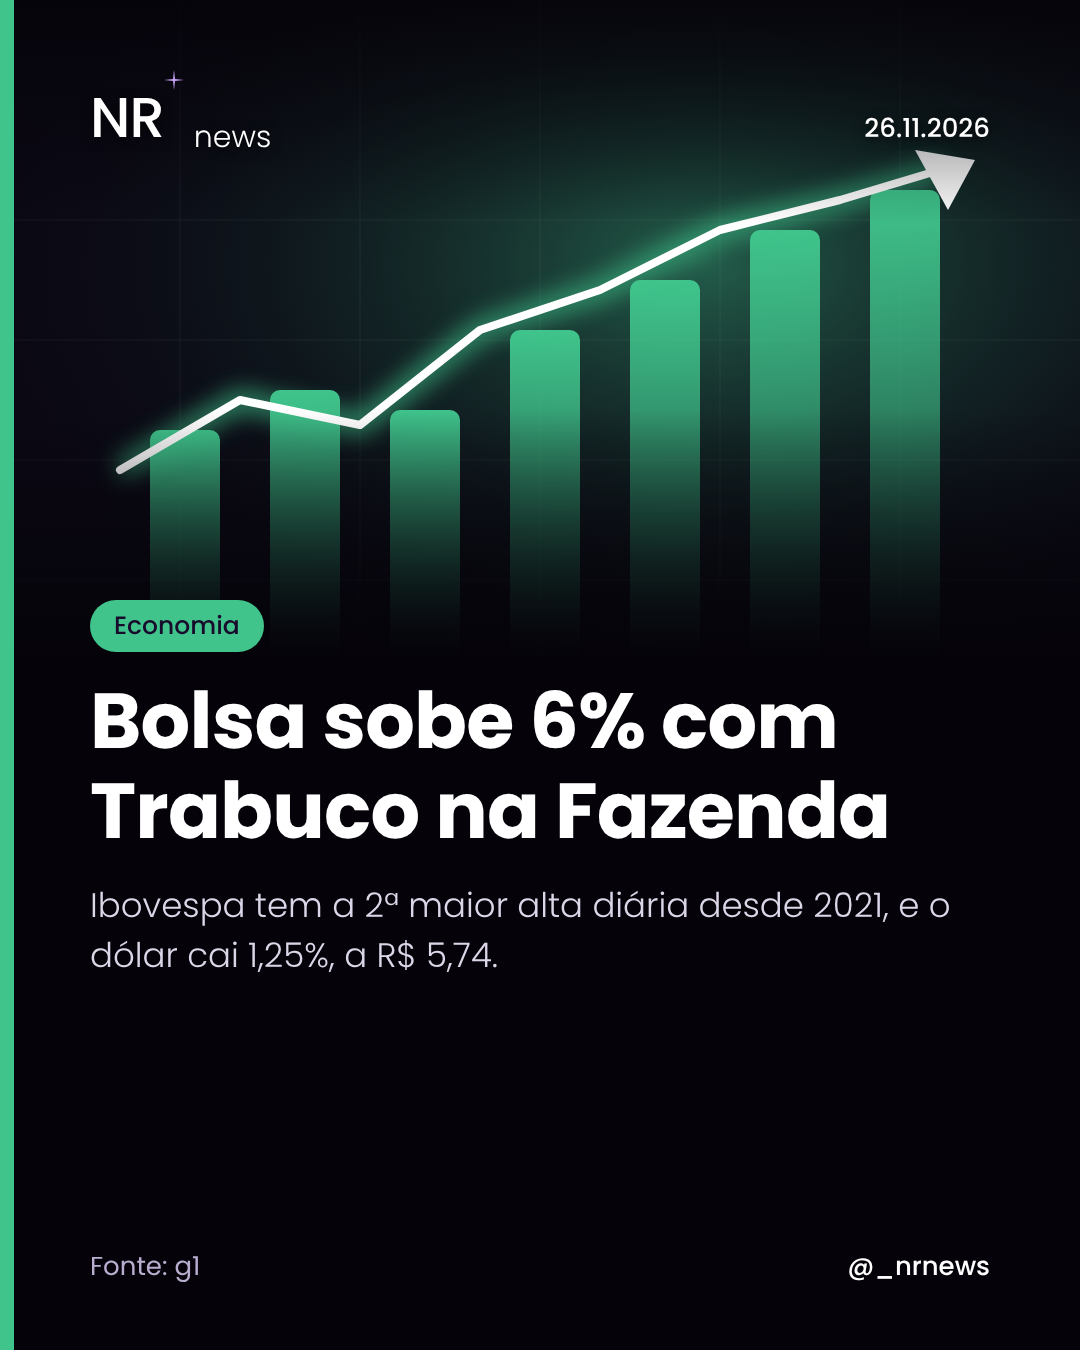 NR news
26.11.2026
Economia
Bolsa sobe 6% com
Trabuco na Fazenda
Ibovespa tem a 2ª maior alta diária desde 2021, e o
dólar cai 1,25%, a R$ 5,74.
Fonte: g1
@_nrnews